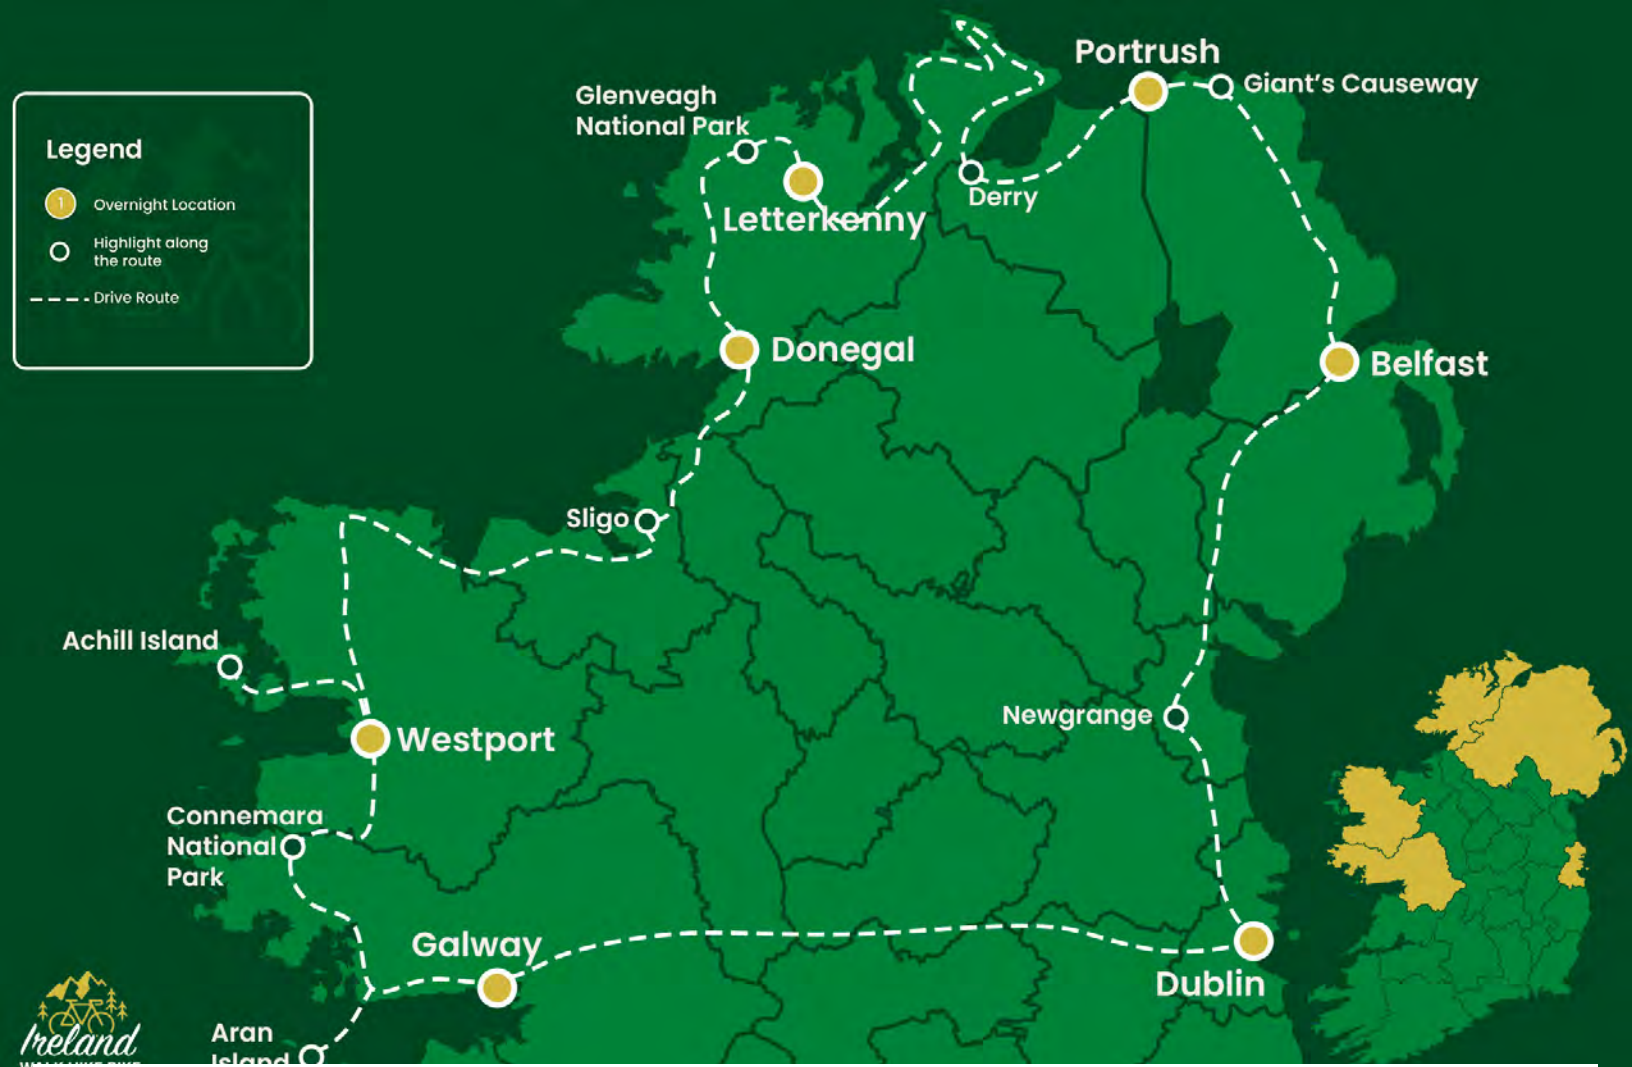 Portrush
Giant's Causeway
Glenveagh
National Park
Legend
1
Overnight Location
Highlight along
the route
Drive Route
Derry
Letterkenny
Donegal
Belfast
Sligo
Achill Island
Westport
Newgrange
Connemara
National
Park
Galway
Dublin
Aran
Island
Ireland